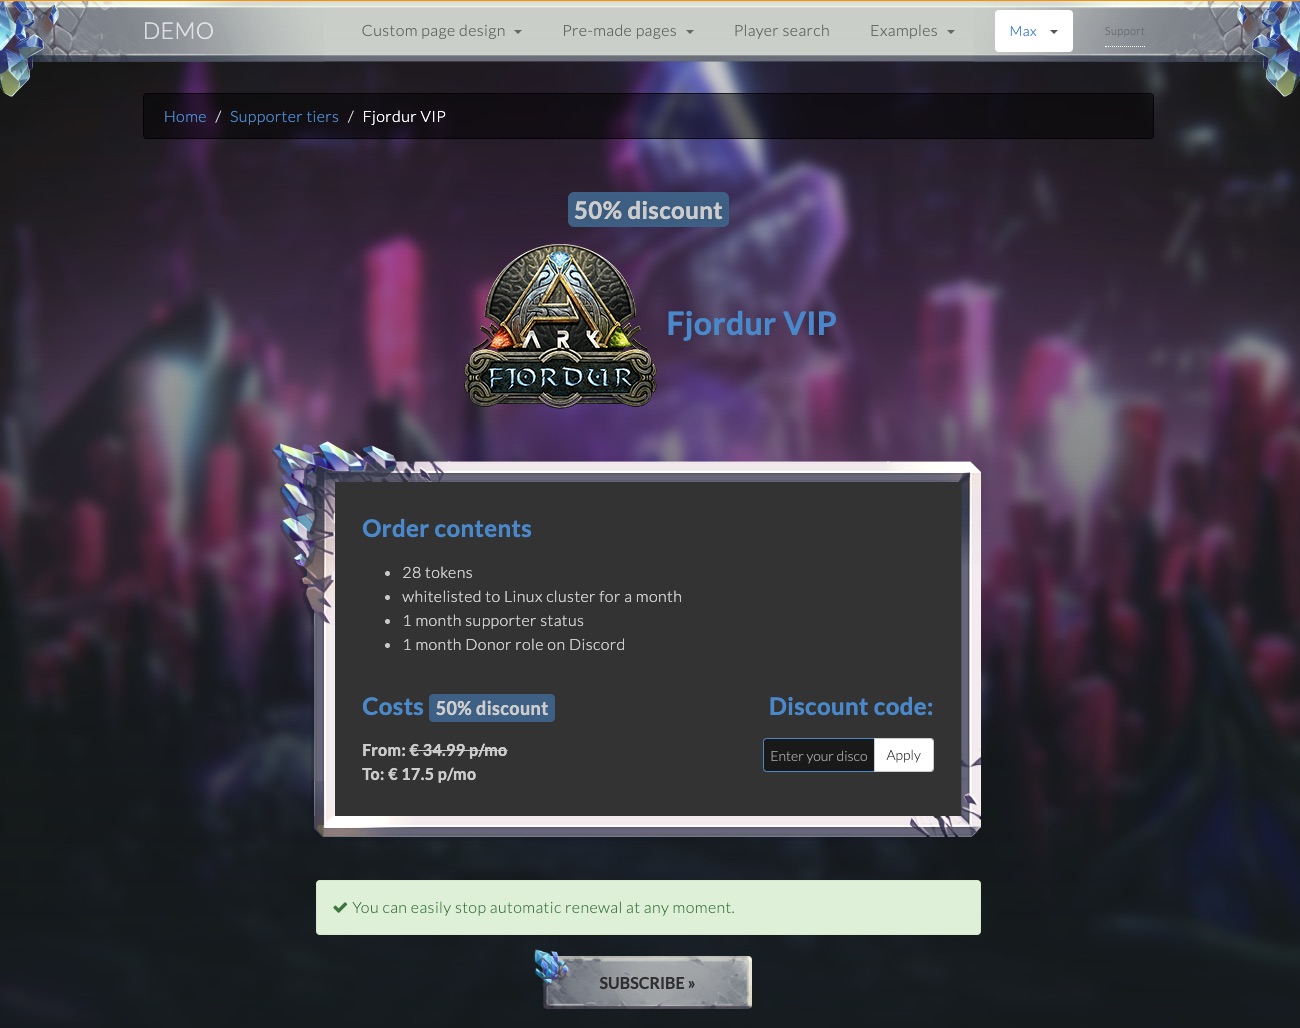 DEMO
Custom page design
Pre-made pages
Player search
Examples
Max
Support
Home / Supporter tiers / Fjordur VIP
50% discount
ARK
FJORDUR
Fjordur VIP
Order contents
28 tokens
whitelisted to Linux cluster for a month
1 month supporter status
1 month Donor role on Discord
Costs 50% discount
From: € 34.99 p/mo
To: € 17.5 p/mo
Discount code:
Enter your disco
Apply
You can easily stop automatic renewal at any moment.
SUBSCRIBE »